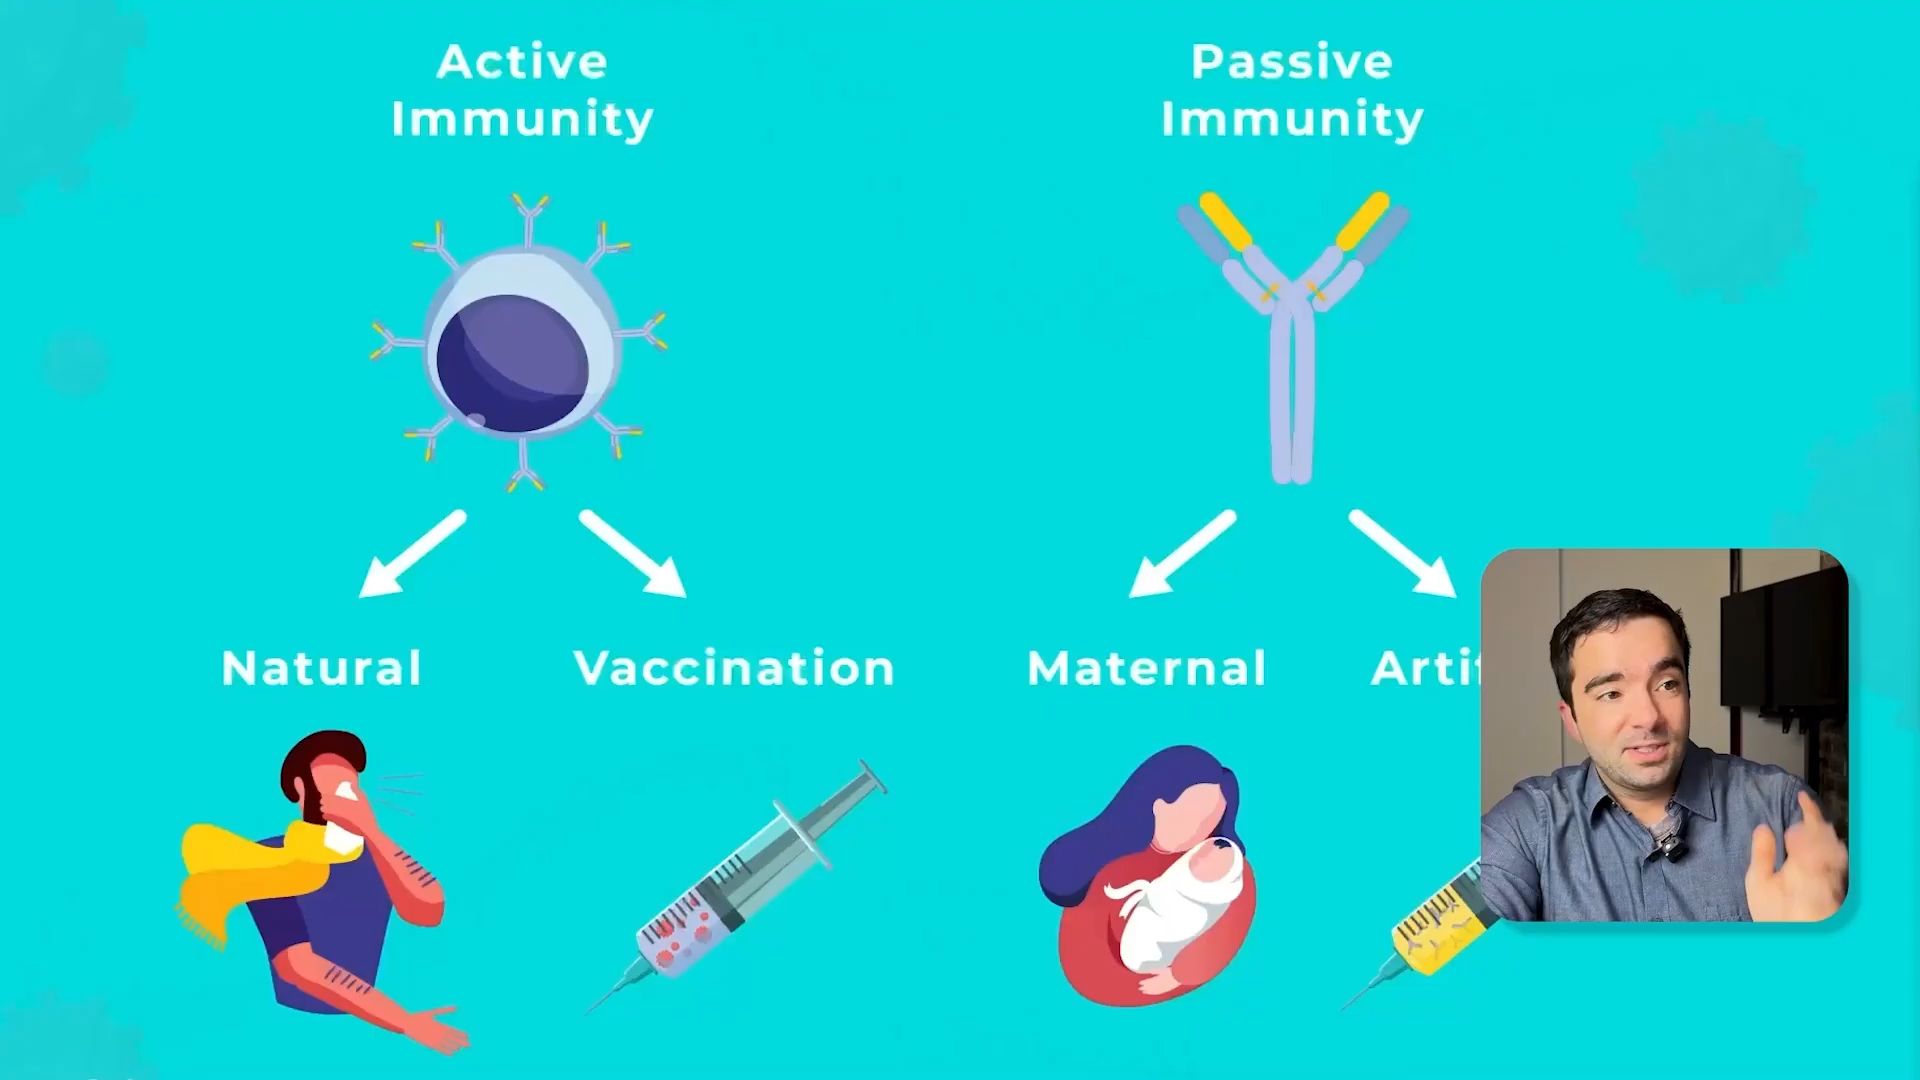 Active
Immunity
Passive
Immunity
Natural
Vaccination
Maternal